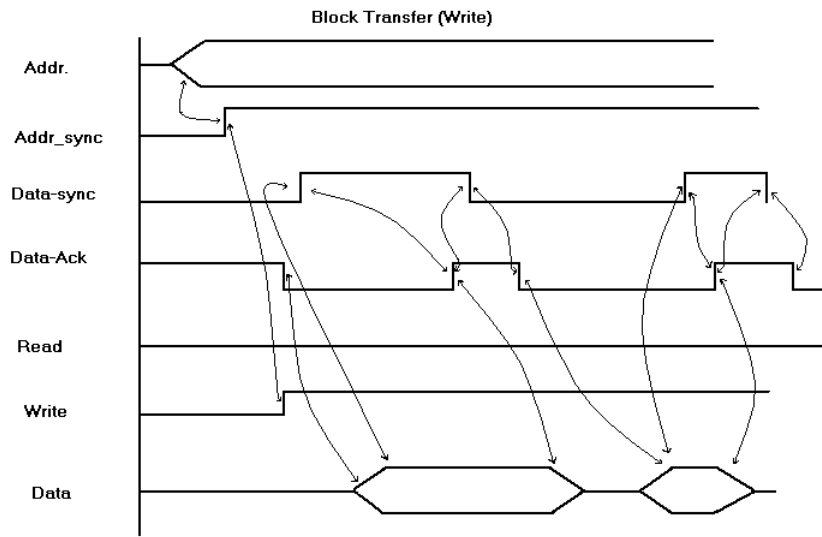 Block Transfer (Write)
Addr.
Addr_sync
Data-sync
Data-Ack
Read
Write
Data